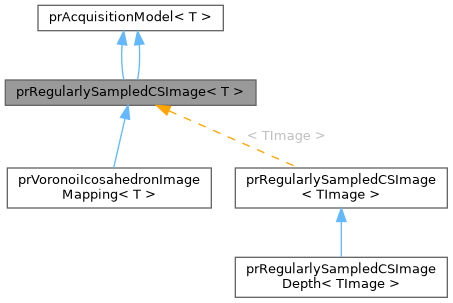 prAcquisitionModel< T >
prRegularlySampledCSImage< T >
< TImage >
prVoronoiIcosahedronImage
Mapping< T >
prRegularlySampledCSImage
< TImage >
prRegularlySampledCSImage
Depth< TImage >